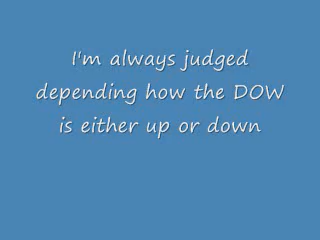 I'm always judged
depending how the DOW
is either up or down